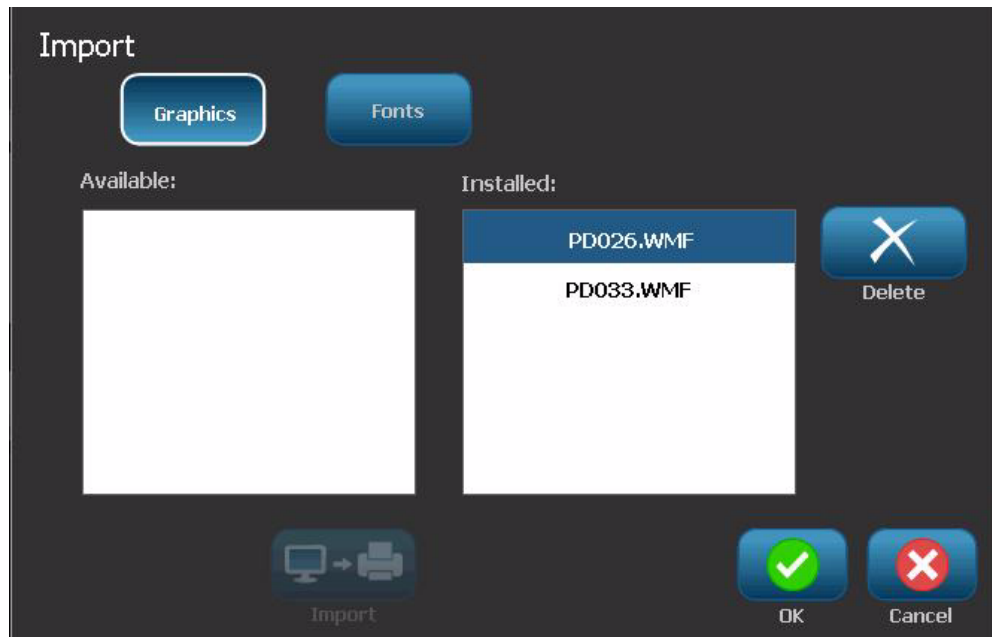 Import
Graphics
Fonts
Available:
Installed:
PD026.WMF
PD033.WMF
Delete
Import
OK
Cancel